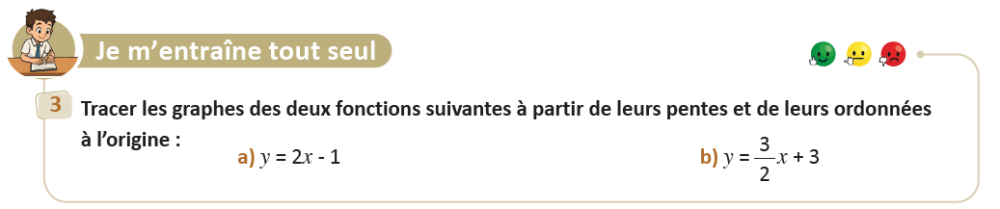 Je m'entraîne tout seul
3 Tracer les graphes des deux fonctions suivantes à partir de leurs pentes et de leurs ordonnées
à l'origine :
a) y = 2x - 1 b) y = 3/2 x + 3